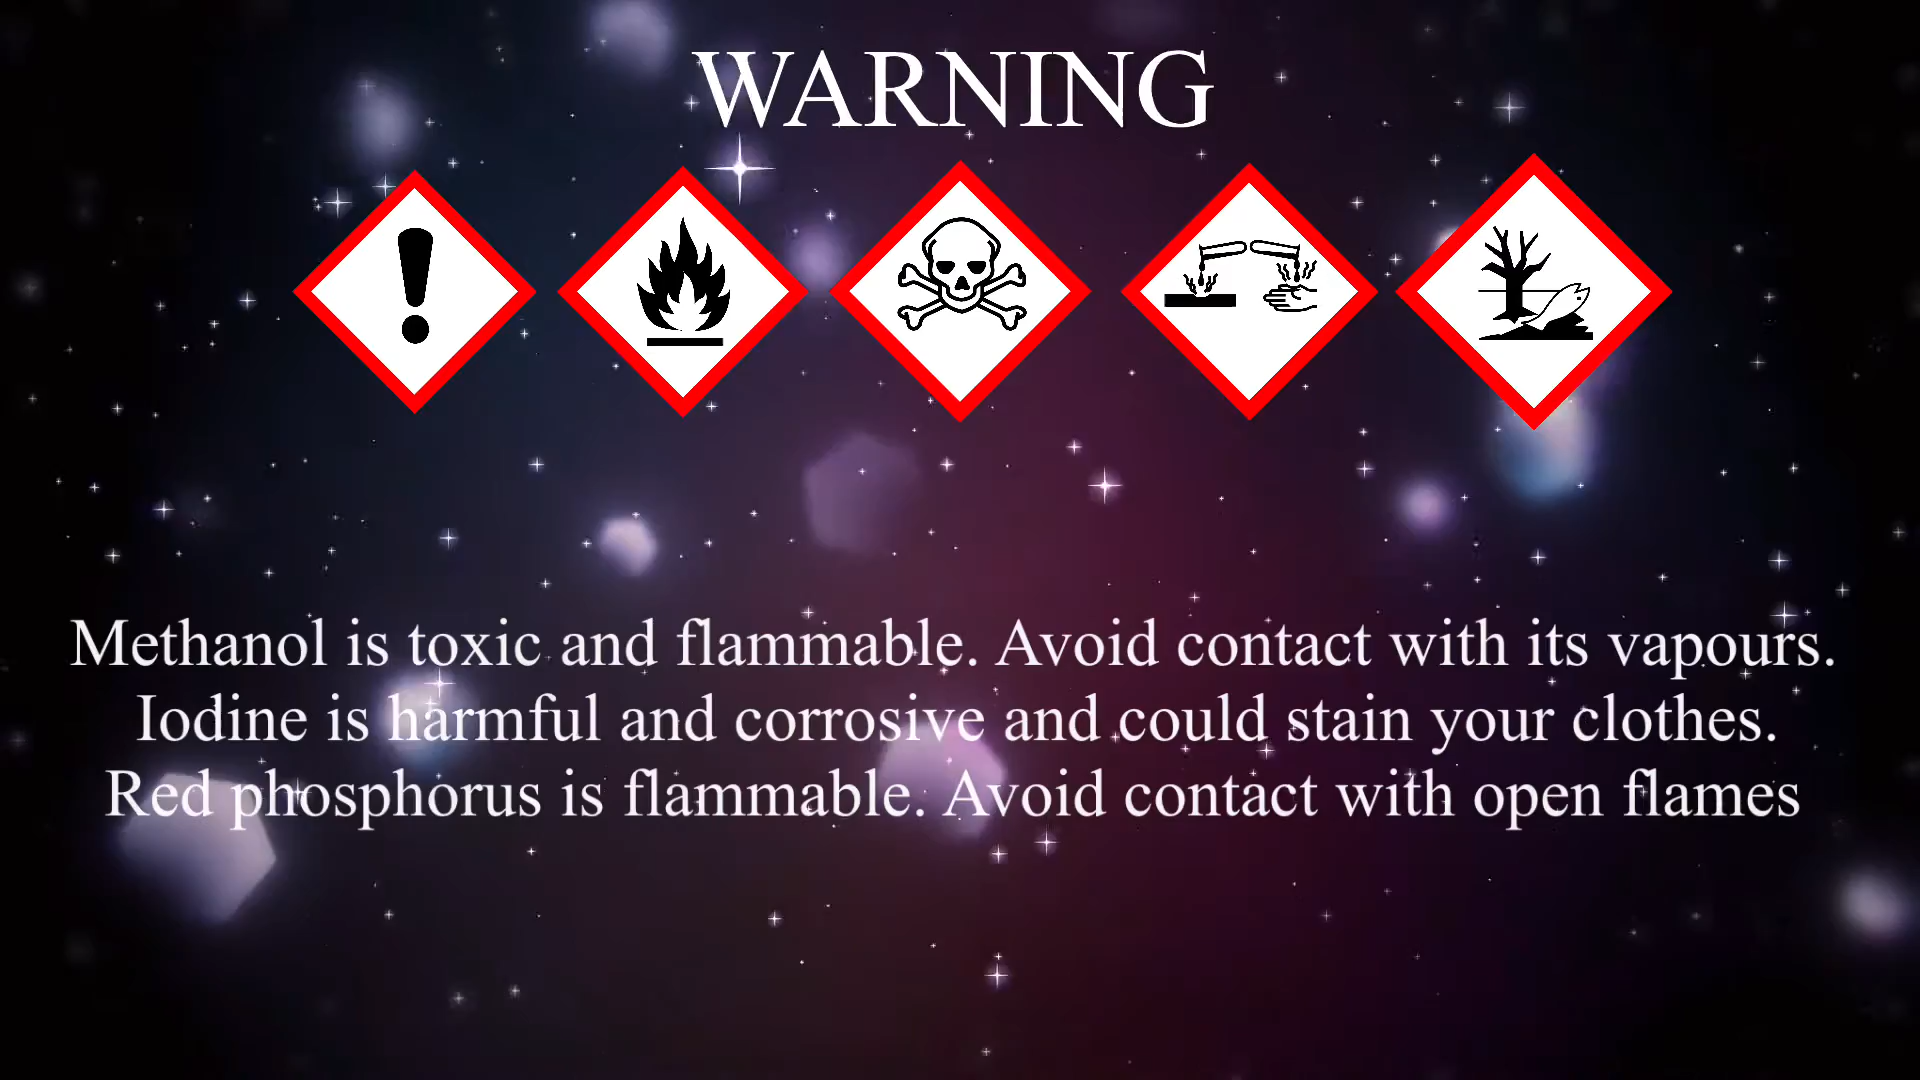 WARNING
Methanol is toxic and flammable. Avoid contact with its vapours.
Iodine is harmful and corrosive and could stain your clothes.
Red phosphorus is flammable. Avoid contact with open flames